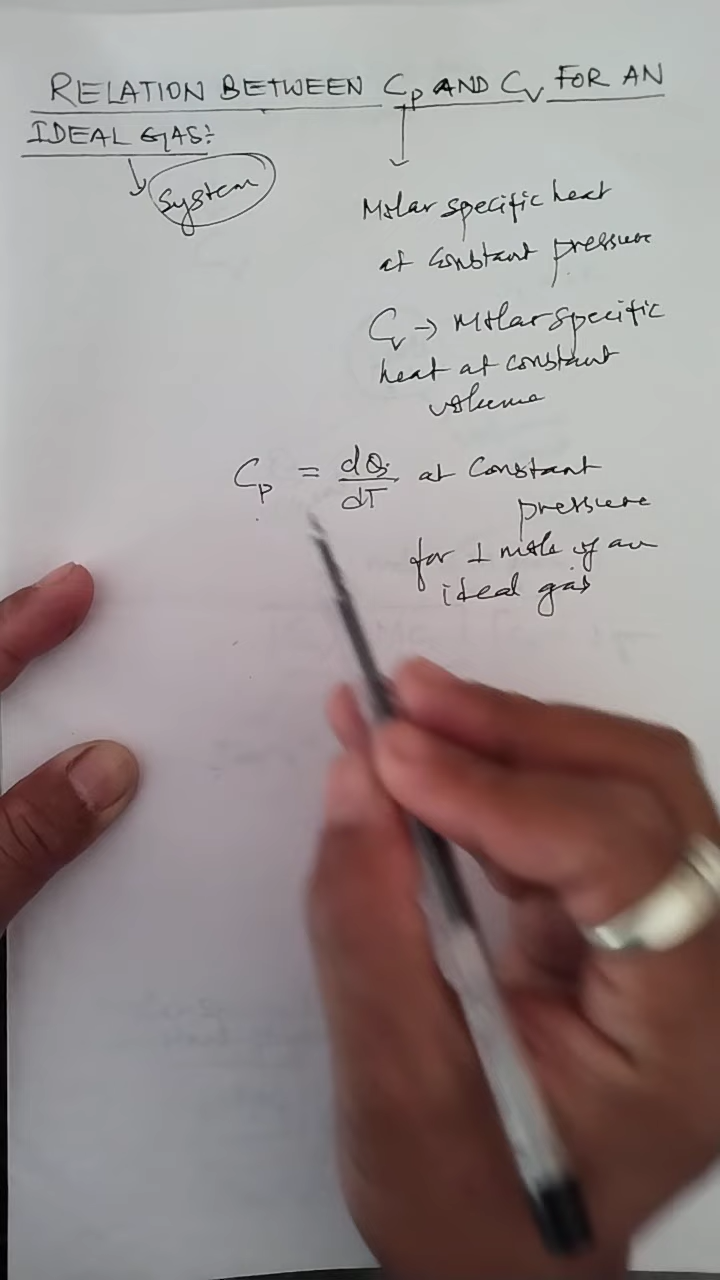 RELATION BETWEEN Cp AND Cv FOR AN
IDEAL GAS:
System
Molar specific heat
at constant pressure
Cv → Molar specific
heat at constant
volume
Cp = dQ/dT at constant
pressure
for 1 mole of an
ideal gas